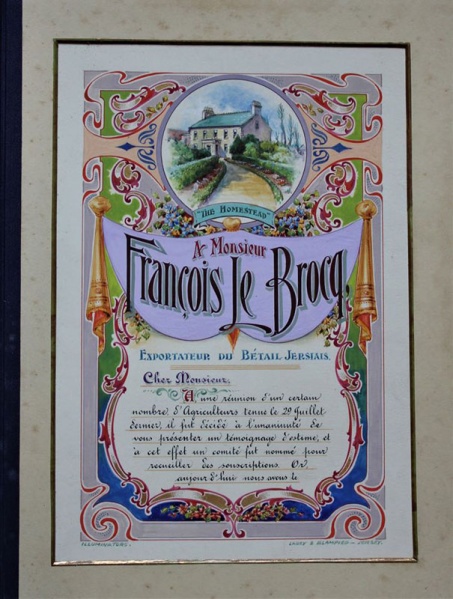 "The Homestead"
A Monsieur
François Le Brocq,
Exportateur du Bétail Jersiais.
Cher Monsieur,
A une réunion d'un certain
nombre d'Agriculteurs tenue le 29 Juillet
dernier, il fut décidé à l'unanimité de
vous présenter un témoignage d'estime, et
à cet effet un comité fut nommé pour
recueillir des souscriptions. Or,
aujourd'hui nous avons le
Illuminators.
Jersey.